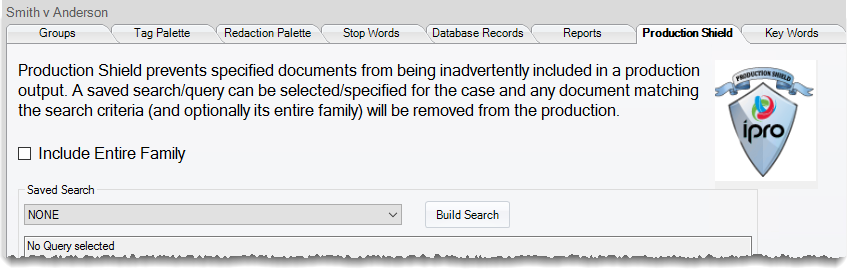 Smith v Anderson
Groups Tag Palette Redaction Palette Stop Words Database Records Reports Production Shield Key Words
Production Shield prevents specified documents from being inadvertently included in a production
output. A saved search/query can be selected/specified for the case and any document matching
the search criteria (and optionally its entire family) will be removed from the production.
PRODUCTION SHIELD
ipro
Include Entire Family
Saved Search
NONE Build Search
No Query selected